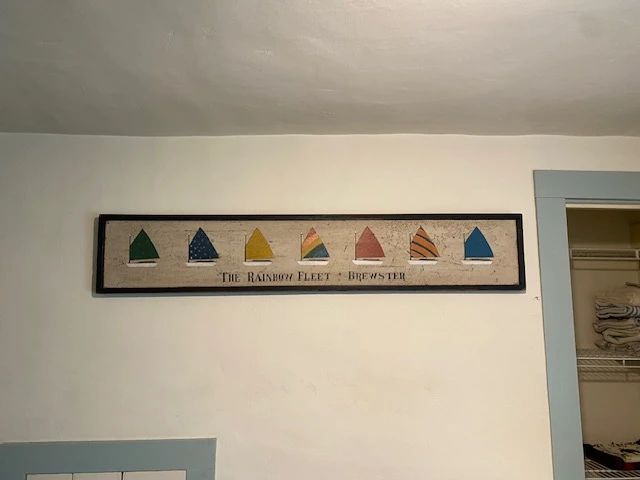 The Rainbow Fleet * Brewster